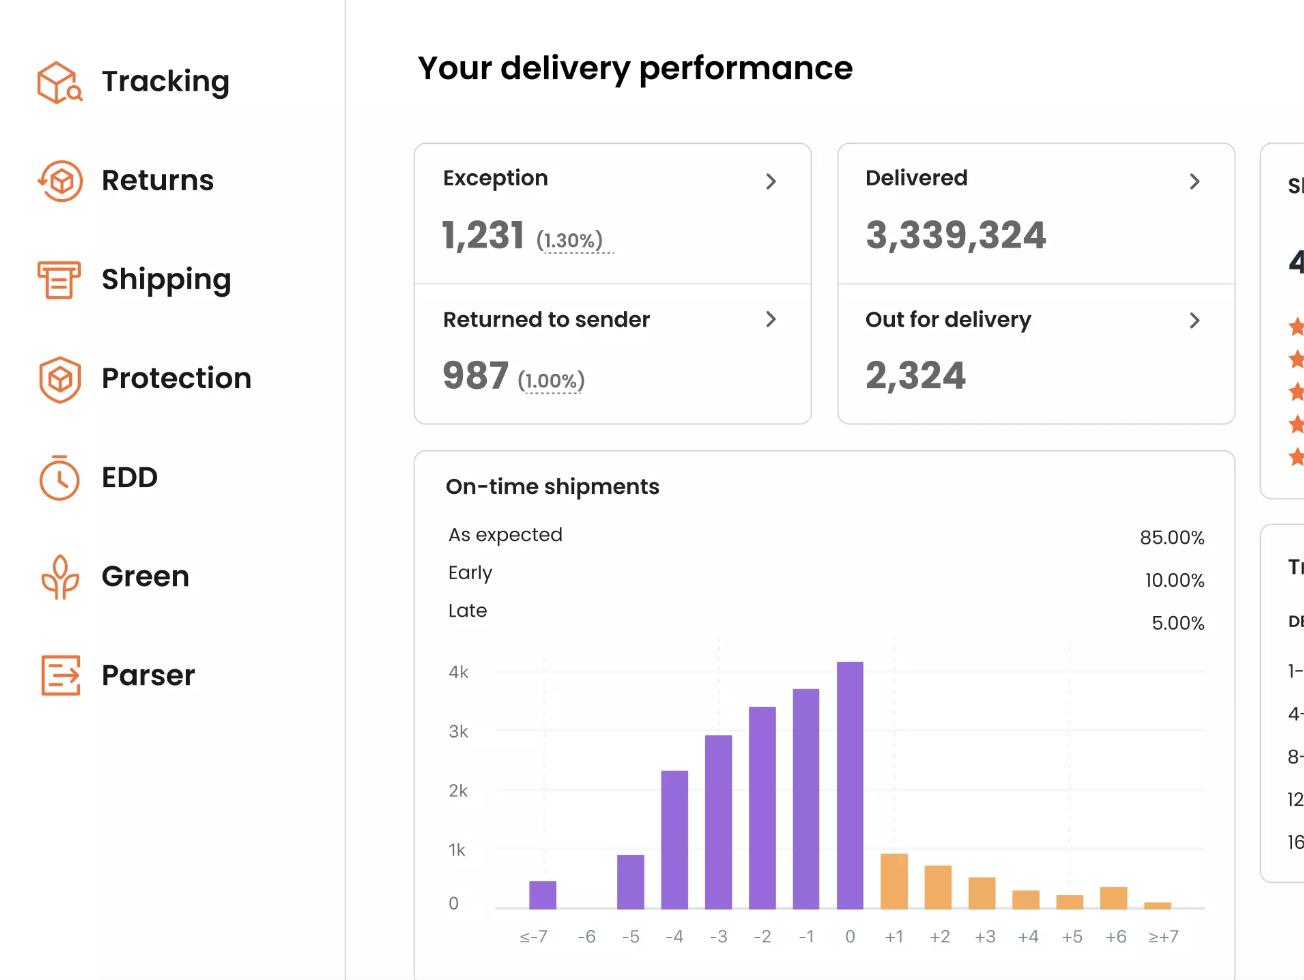 Tracking
Returns
Shipping
Protection
EDD
Green
Parser
Your delivery performance
Exception
1,231 (1.30%)
Returned to sender
987 (1.00%)
Delivered
3,339,324
Out for delivery
2,324
On-time shipments
As expected 85.00%
Early 10.00%
Late 5.00%
4k
3k
2k
1k
0
≤-7 -6 -5 -4 -3 -2 -1 0 +1 +2 +3 +4 +5 +6 ≥+7
4
1-
4-
8-
12
16